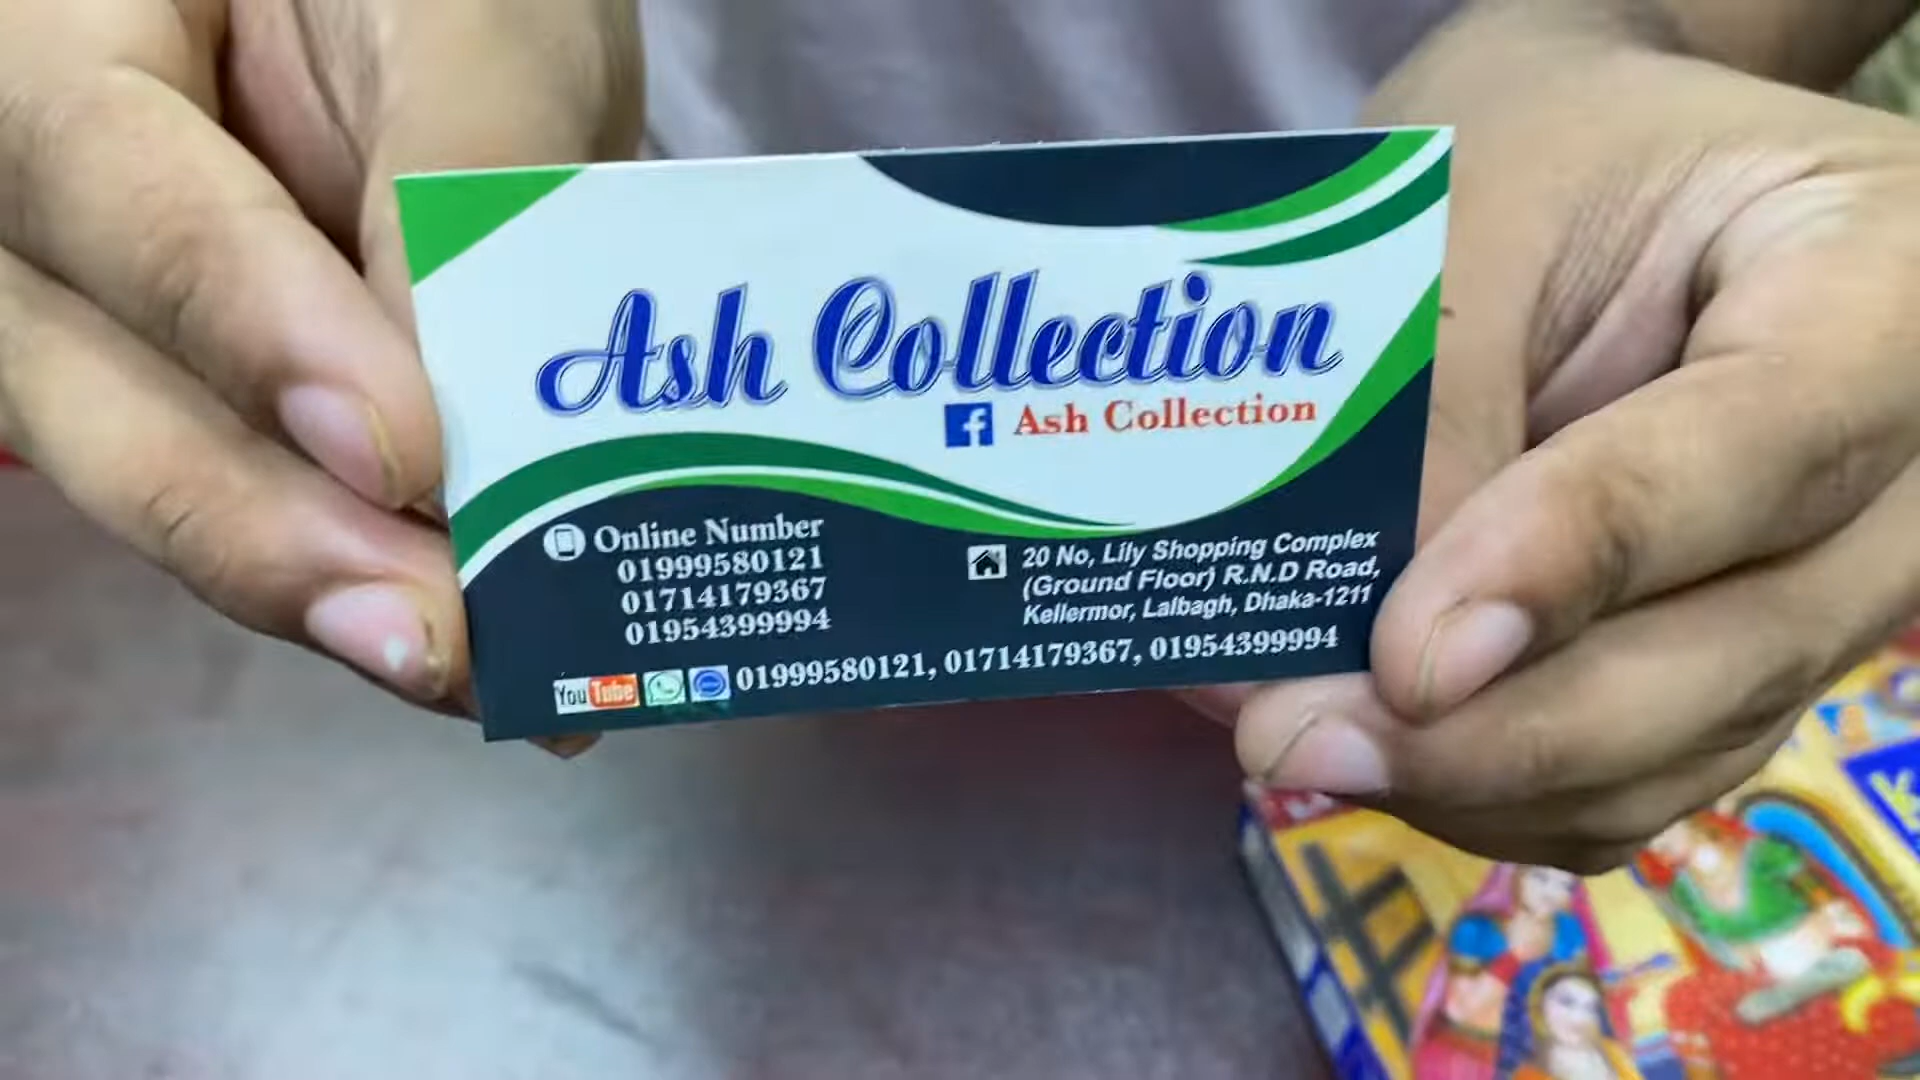 Ash Collection
Ash Collection
Online Number
01999580121
01714179367
01954399994
20 No, Lily Shopping Complex
(Ground Floor) R.N.D Road,
Kellermor, Lalbagh, Dhaka-1211
YouTube 01999580121, 01714179367, 01954399994